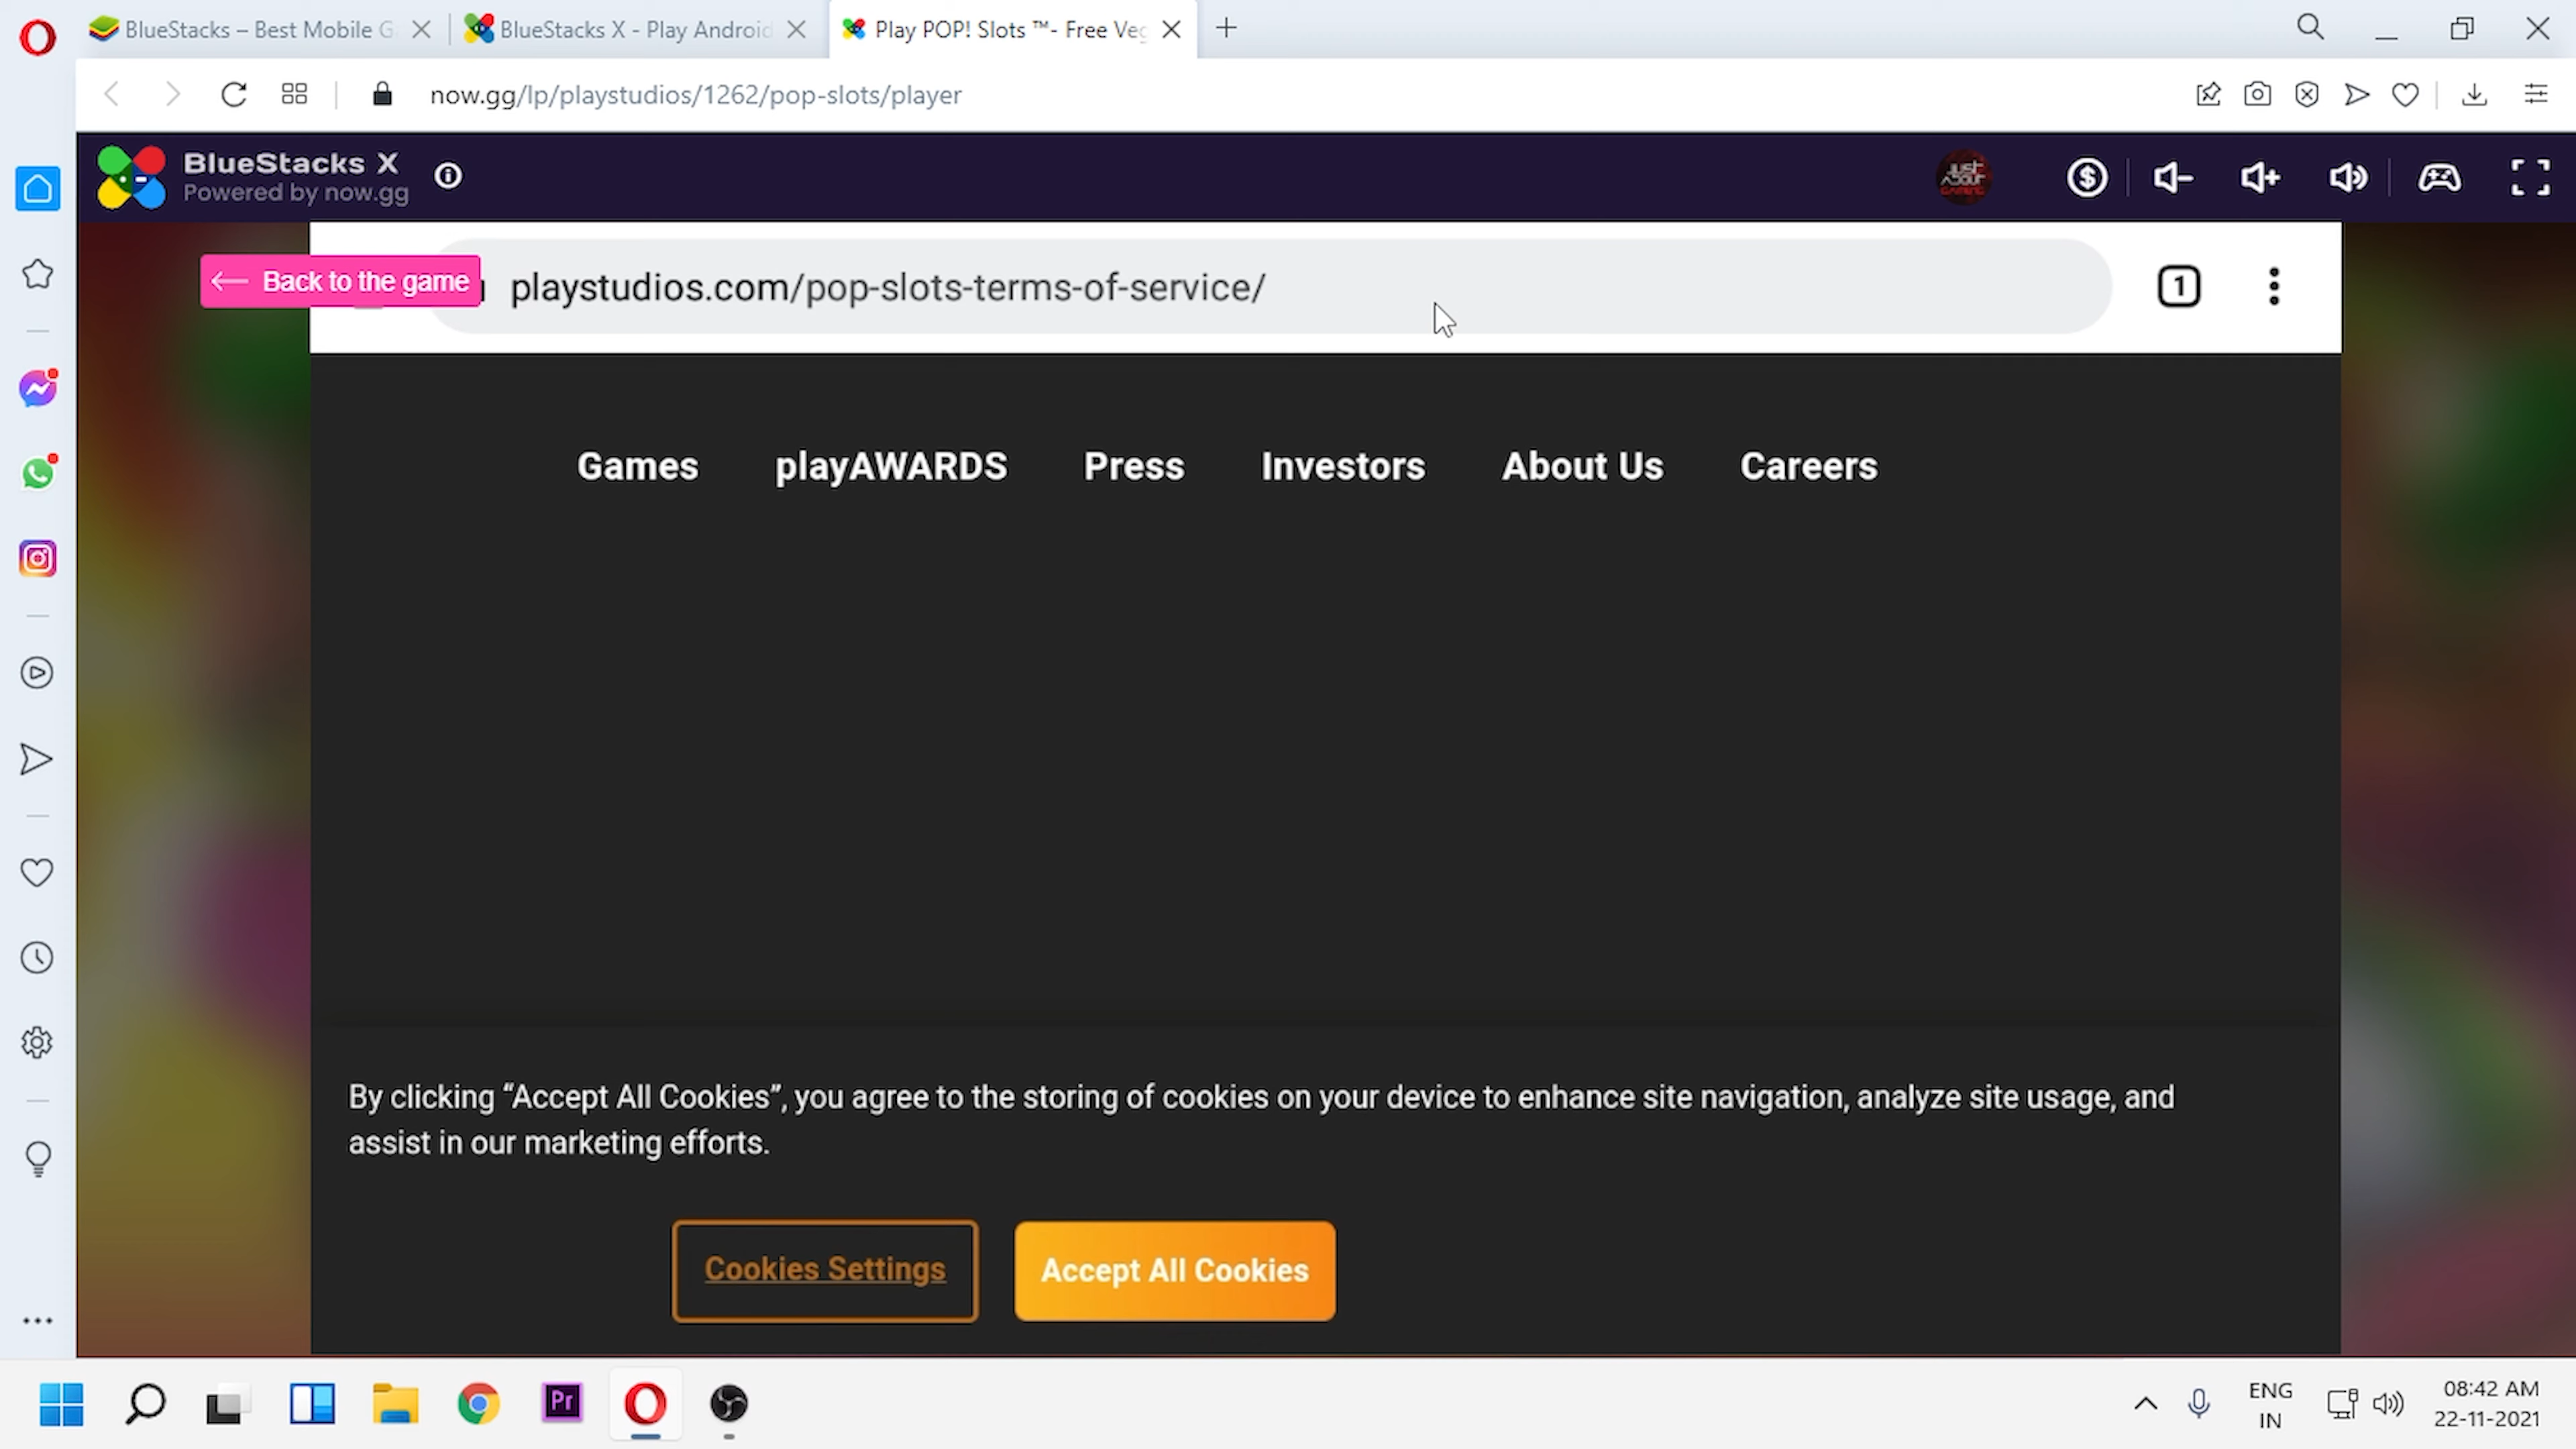 BlueStacks – Best Mobile G
BlueStacks X - Play Android
Play POP! Slots ™- Free Veg
now.gg/lp/playstudios/1262/pop-slots/player
BlueStacks X
Powered by now.gg
JUST
ABOUT
GAMING
Back to the game
playstudios.com/pop-slots-terms-of-service/
1
Games playAWARDS Press Investors About Us Careers
By clicking “Accept All Cookies”, you agree to the storing of cookies on your device to enhance site navigation, analyze site usage, and
assist in our marketing efforts.
Cookies Settings
Accept All Cookies
Pr
ENG
IN
08:42 AM
22-11-2021